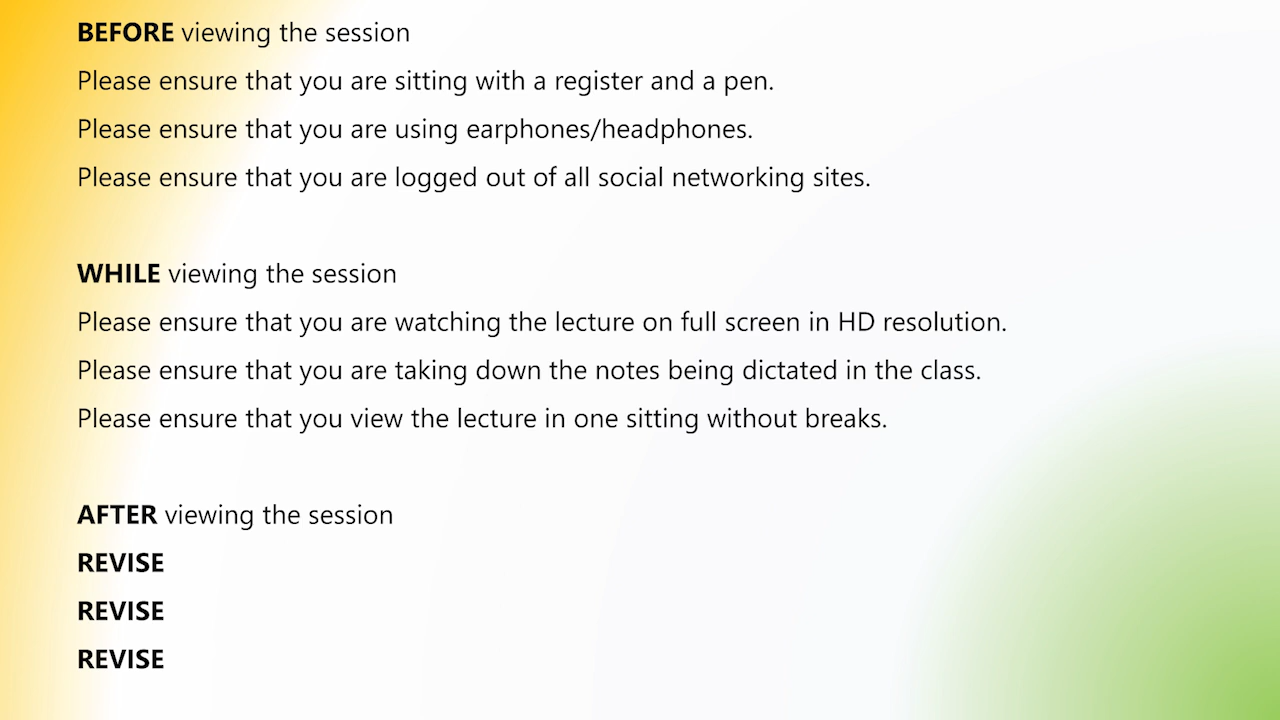 BEFORE viewing the session
Please ensure that you are sitting with a register and a pen.
Please ensure that you are using earphones/headphones.
Please ensure that you are logged out of all social networking sites.
WHILE viewing the session
Please ensure that you are watching the lecture on full screen in HD resolution.
Please ensure that you are taking down the notes being dictated in the class.
Please ensure that you view the lecture in one sitting without breaks.
AFTER viewing the session
REVISE
REVISE
REVISE